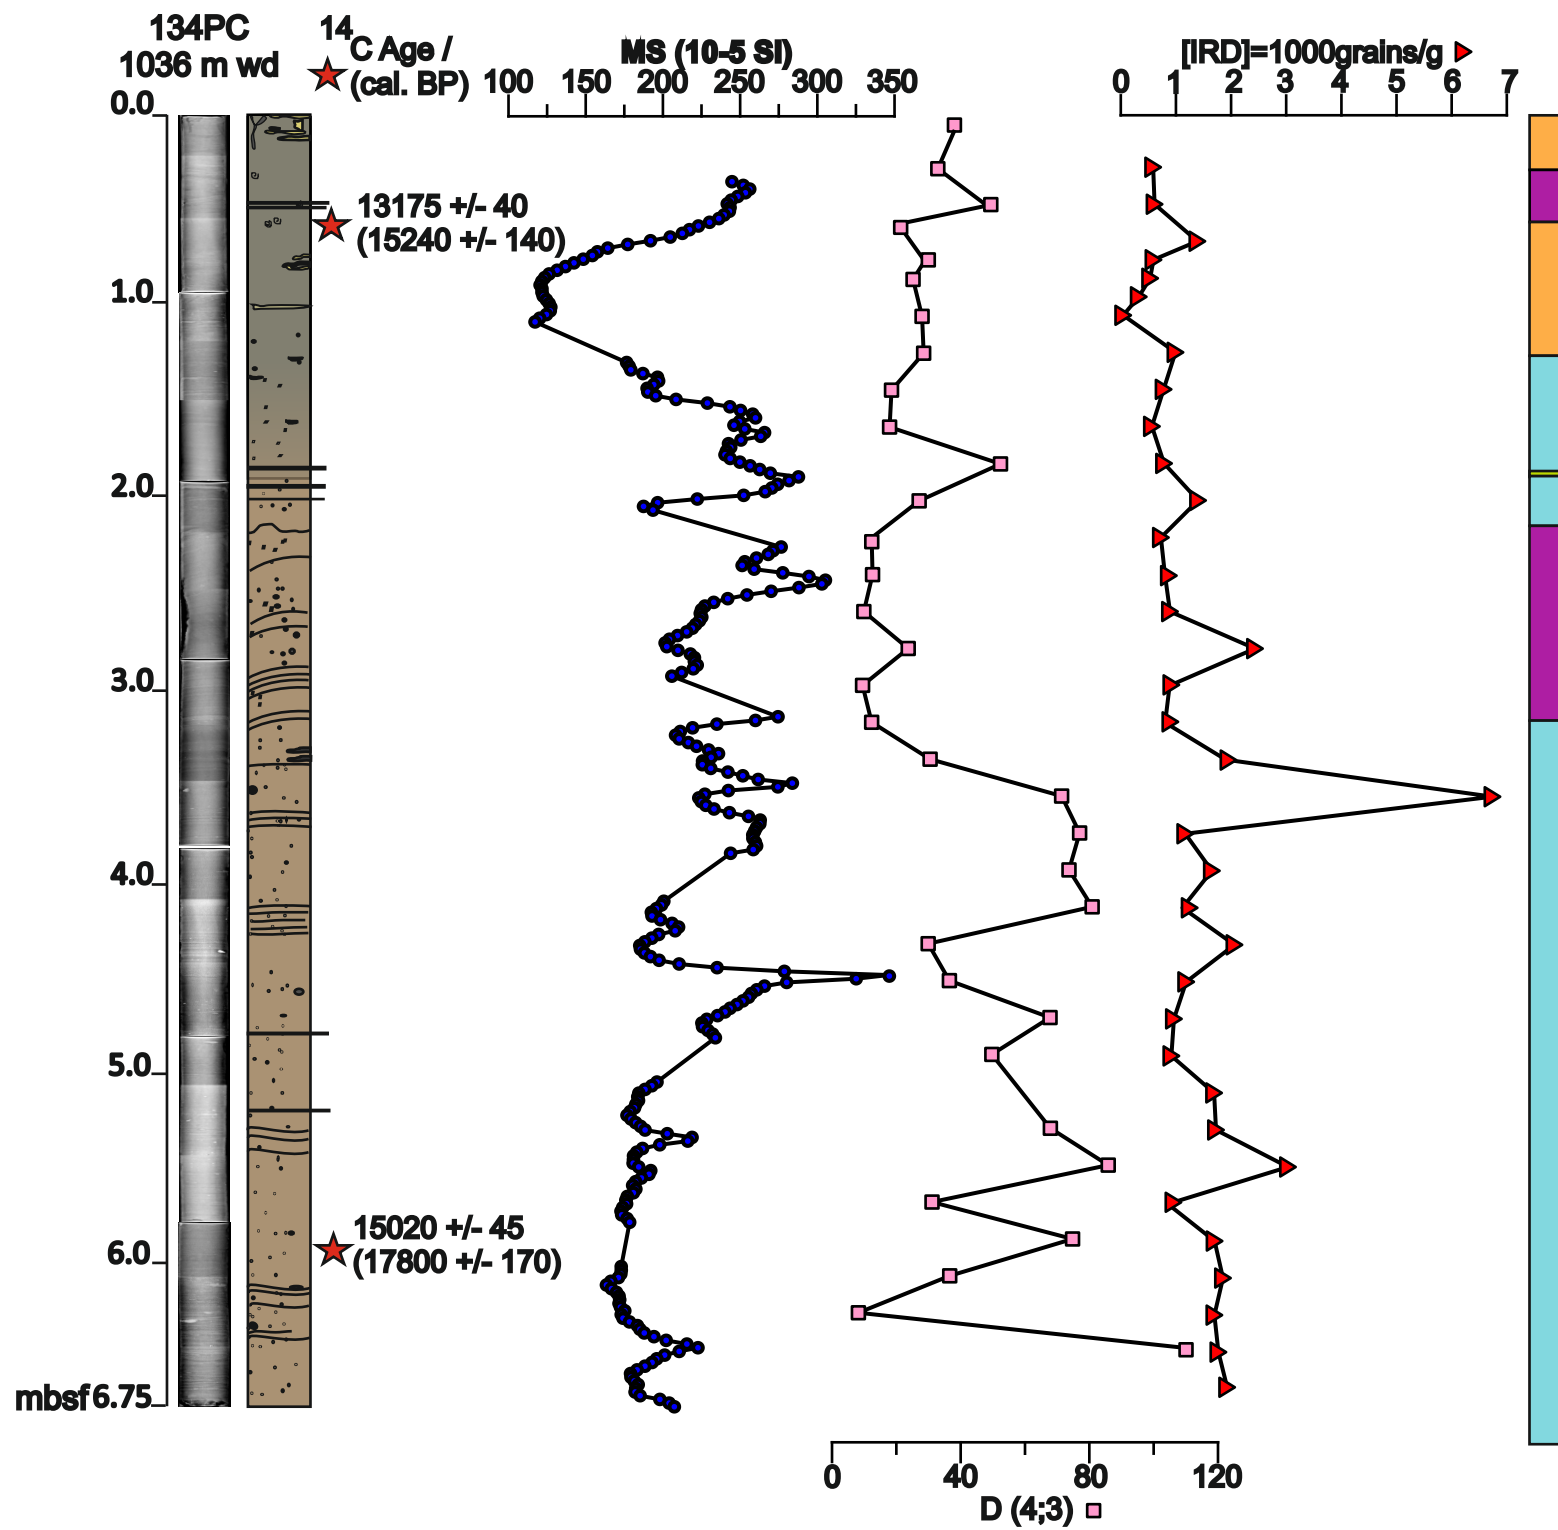 134PC
1036 m wd
14
C Age /
(cal. BP)
MS (10-5 SI)
100 150 200 250 300 350
[IRD]=1000grains/g
0 1 2 3 4 5 6 7
0.0
13175 +/- 40
(15240 +/- 140)
1.0
2.0
3.0
4.0
5.0
15020 +/- 45
(17800 +/- 170)
6.0
mbsf 6.75
0 40 80 120
D (4;3)